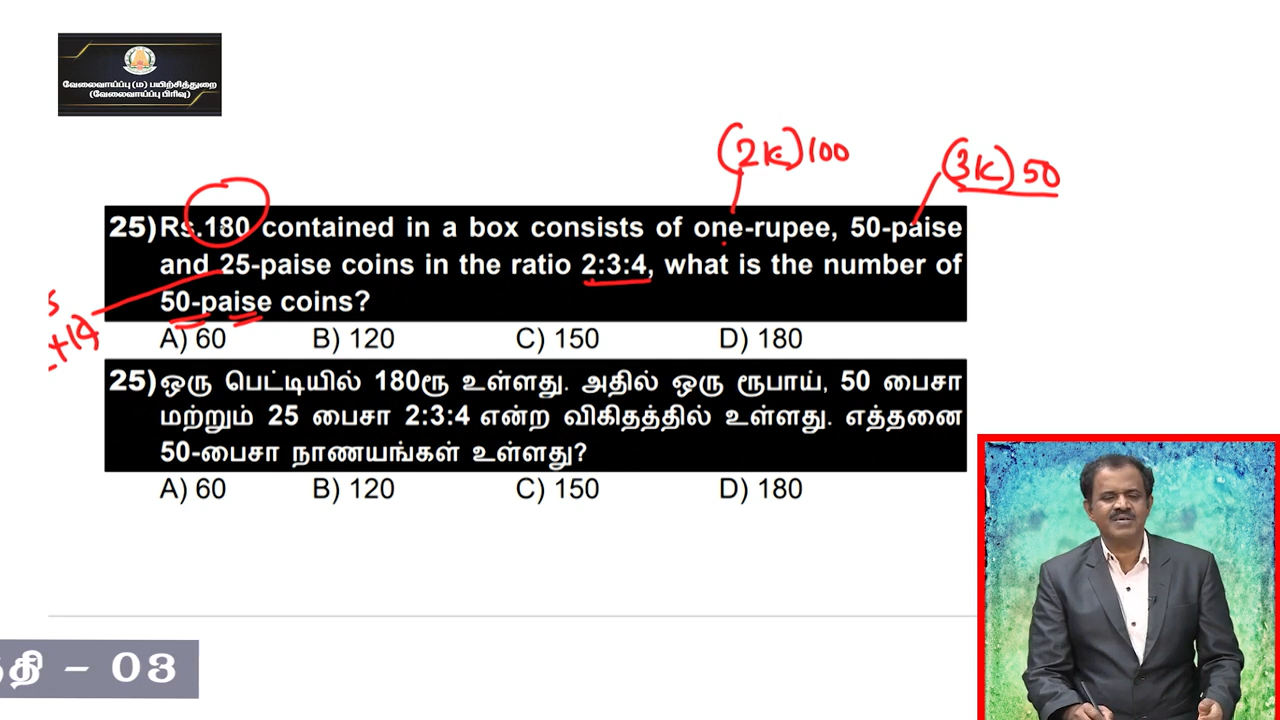 வேலைவாய்ப்பு (ம) பயிற்சித்துறை
(வேலைவாய்ப்பு பிரிவு)
(2k)100
(3k) 50
25) Rs.180 contained in a box consists of one-rupee, 50-paise
and 25-paise coins in the ratio 2:3:4, what is the number of
50-paise coins?
A) 60 B) 120 C) 150 D) 180
25) ஒரு பெட்டியில் 180ரூ உள்ளது. அதில் ஒரு ரூபாய், 50 பைசா
மற்றும் 25 பைசா 2:3:4 என்ற விகிதத்தில் உள்ளது. எத்தனை
50-பைசா நாணயங்கள் உள்ளது?
A) 60 B) 120 C) 150 D) 180
– 03